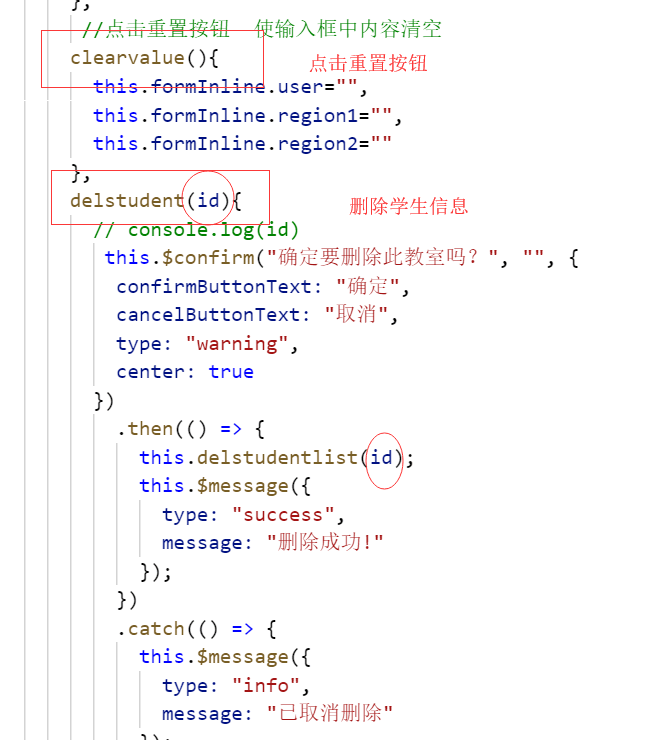 },
//点击重置按钮  使输入框中内容清空
clearvalue(){
点击重置按钮
this.formInline.user="",
this.formInline.region1="",
this.formInline.region2=""
},
delstudent(id){
删除学生信息
// console.log(id)
this.$confirm("确定要删除此教室吗？", "", {
confirmButtonText: "确定",
cancelButtonText: "取消",
type: "warning",
center: true
})
.then(() => {
this.delstudentlist(id);
this.$message({
type: "success",
message: "删除成功!"
});
})
.catch(() => {
this.$message({
type: "info",
message: "已取消删除"
});